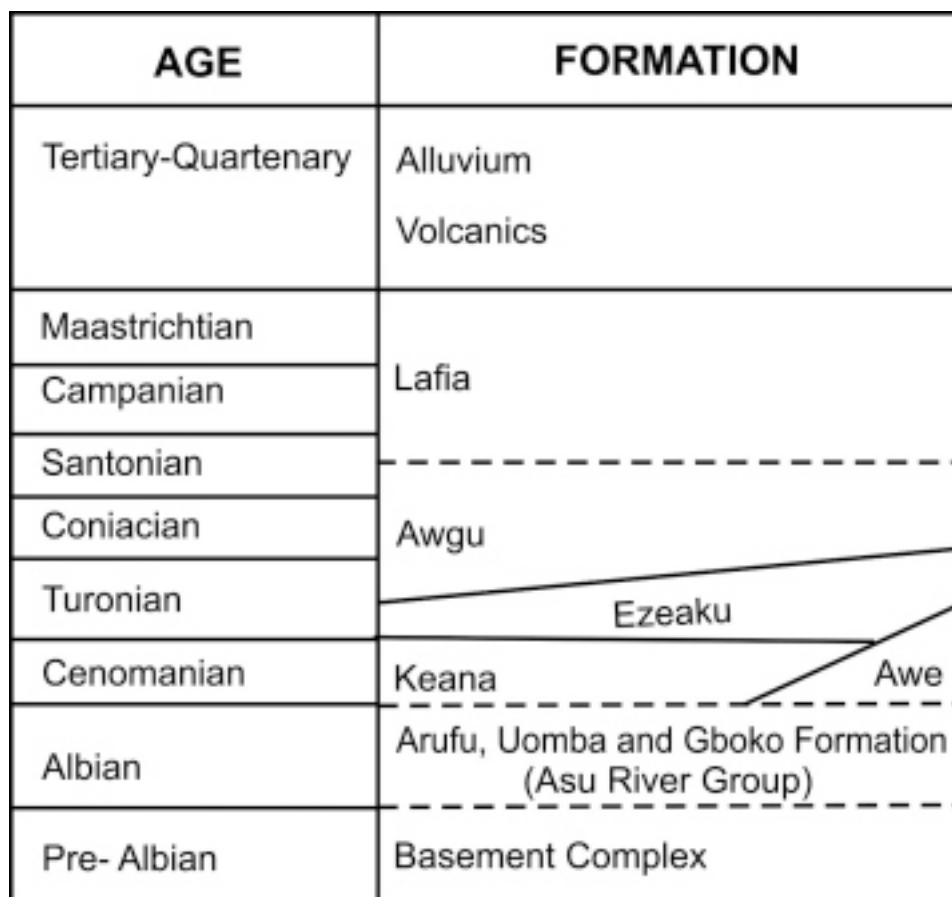 AGE FORMATION
Tertiary-Quartenary Alluvium
Volcanics
Maastrichtian
Lafia
Campanian
Santonian
Coniacian Awgu
Turonian Ezeaku
Cenomanian Keana Awe
Albian Arufu, Uomba and Gboko Formation
(Asu River Group)
Pre- Albian Basement Complex